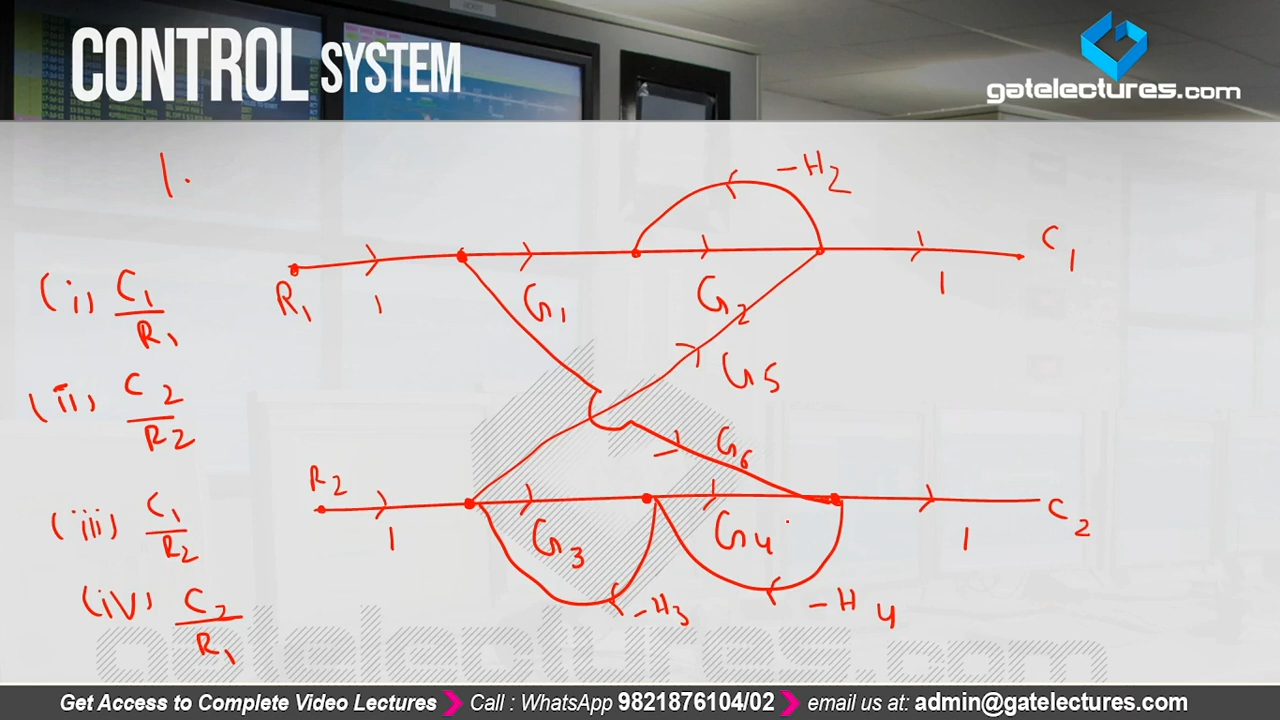 CONTROL SYSTEM
gatelectures.com
1.
-H2
R1
1
G1
G2
1
C1
(i) C1/R1
G5
(ii) C2/R2
G6
R2
1
G3
G4
1
C2
(iii) C1/R2
-H3
-H4
(iv) C2/R1
gatelectures.com
Get Access to Complete Video Lectures Call : WhatsApp 9821876104/02 email us at: admin@gatelectures.com